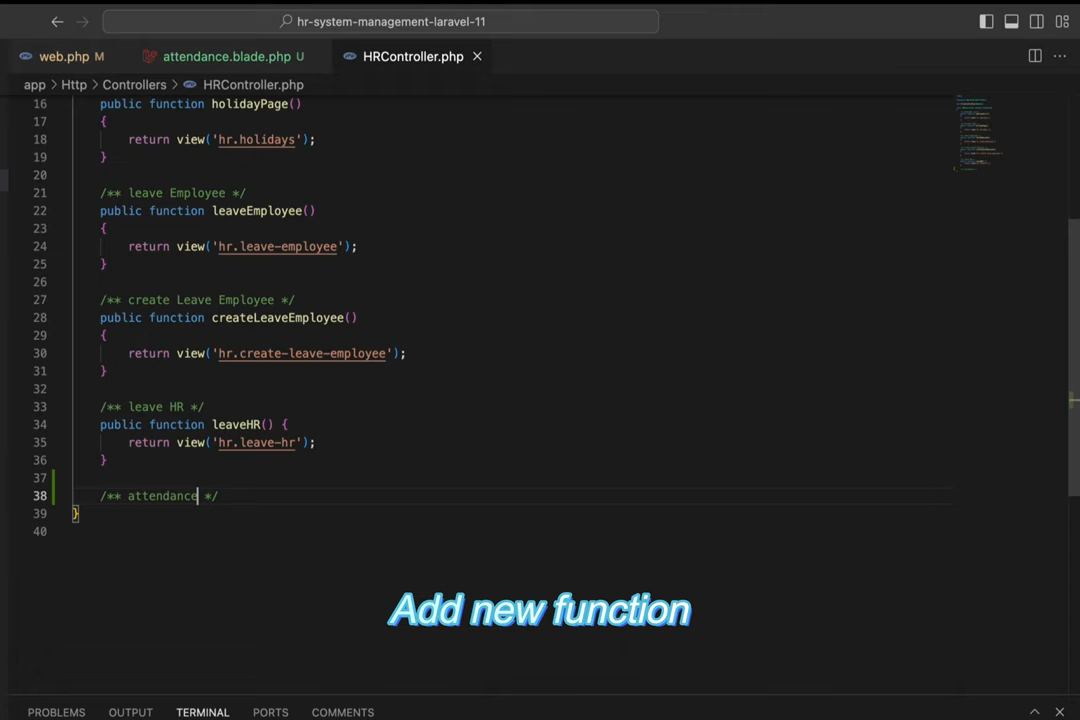 hr-system-management-laravel-11
web.php M attendance.blade.php U HRController.php
app > Http > Controllers > HRController.php
16 public function holidayPage()
17 {
18 return view('hr.holidays');
19 }
20
21 /** leave Employee */
22 public function leaveEmployee()
23 {
24 return view('hr.leave-employee');
25 }
26
27 /** create Leave Employee */
28 public function createLeaveEmployee()
29 {
30 return view('hr.create-leave-employee');
31 }
32
33 /** leave HR */
34 public function leaveHR() {
35 return view('hr.leave-hr');
36 }
37
38 /** attendance */
39 }
40
Add new function
PROBLEMS OUTPUT TERMINAL PORTS COMMENTS